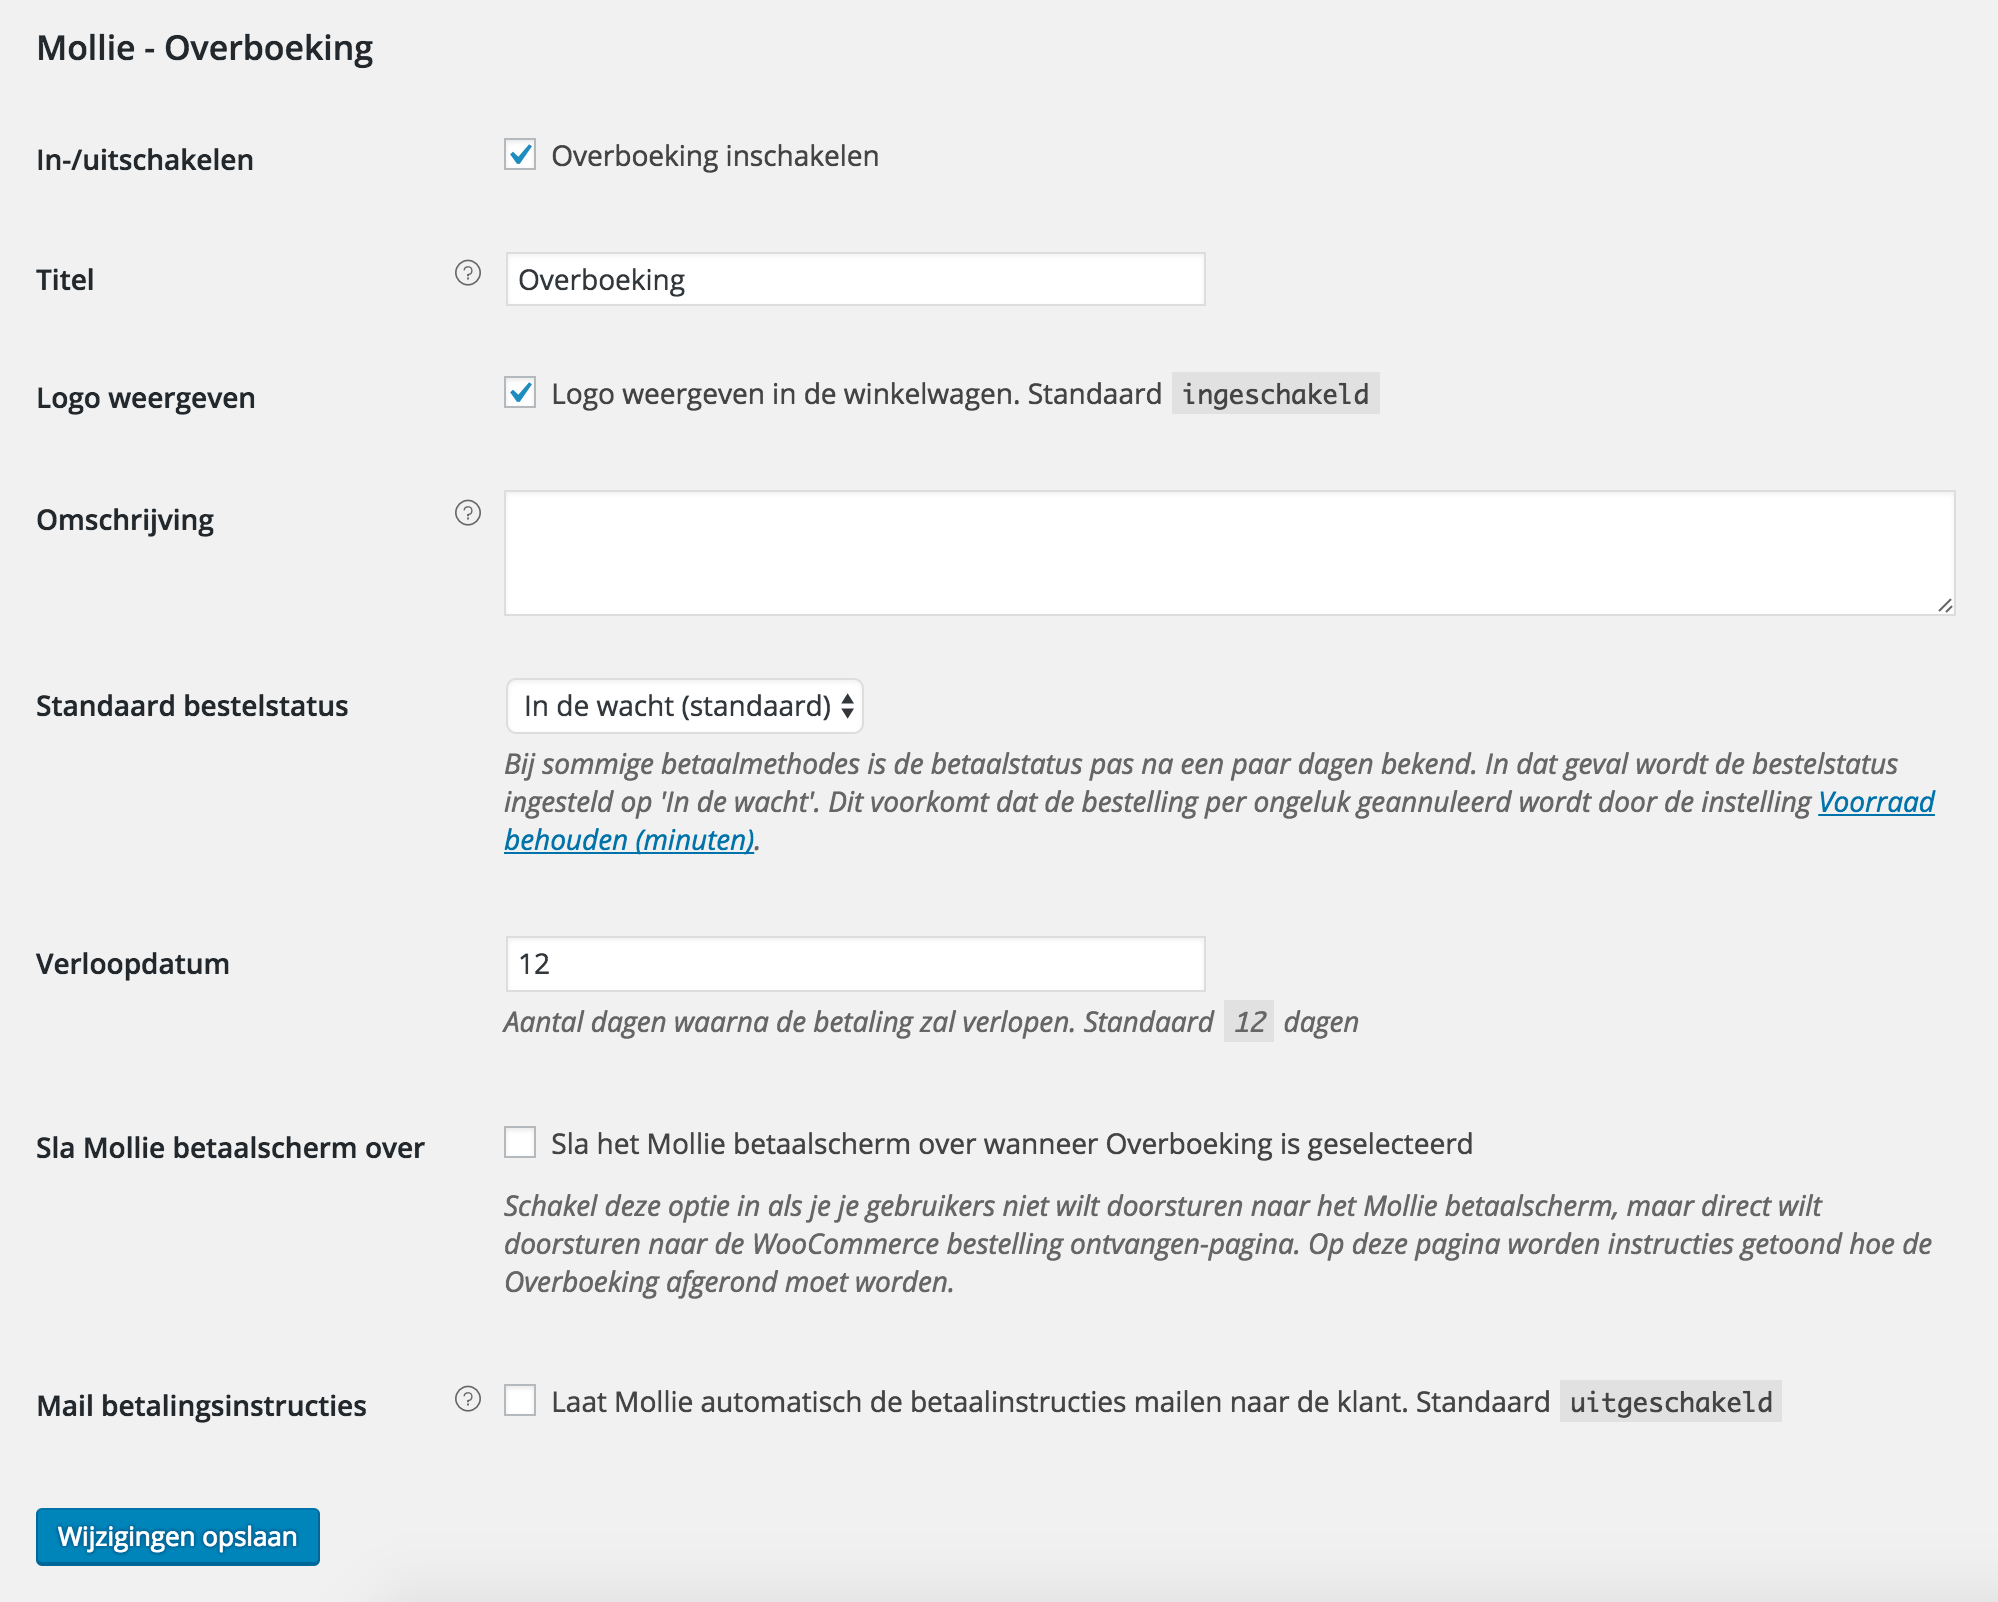 Mollie - Overboeking
In-/uitschakelen
Overboeking inschakelen
Titel
?
Overboeking
Logo weergeven
Logo weergeven in de winkelwagen. Standaard ingeschakeld
Omschrijving
?
Standaard bestelstatus
In de wacht (standaard)
Bij sommige betaalmethodes is de betaalstatus pas na een paar dagen bekend. In dat geval wordt de bestelstatus
ingesteld op 'In de wacht'. Dit voorkomt dat de bestelling per ongeluk geannuleerd wordt door de instelling Voorraad
behouden (minuten).
Verloopdatum
12
Aantal dagen waarna de betaling zal verlopen. Standaard 12 dagen
Sla Mollie betaalscherm over
Sla het Mollie betaalscherm over wanneer Overboeking is geselecteerd
Schakel deze optie in als je je gebruikers niet wilt doorsturen naar het Mollie betaalscherm, maar direct wilt
doorsturen naar de WooCommerce bestelling ontvangen-pagina. Op deze pagina worden instructies getoond hoe de
Overboeking afgerond moet worden.
Mail betalingsinstructies
?
Laat Mollie automatisch de betaalinstructies mailen naar de klant. Standaard uitgeschakeld
Wijzigingen opslaan